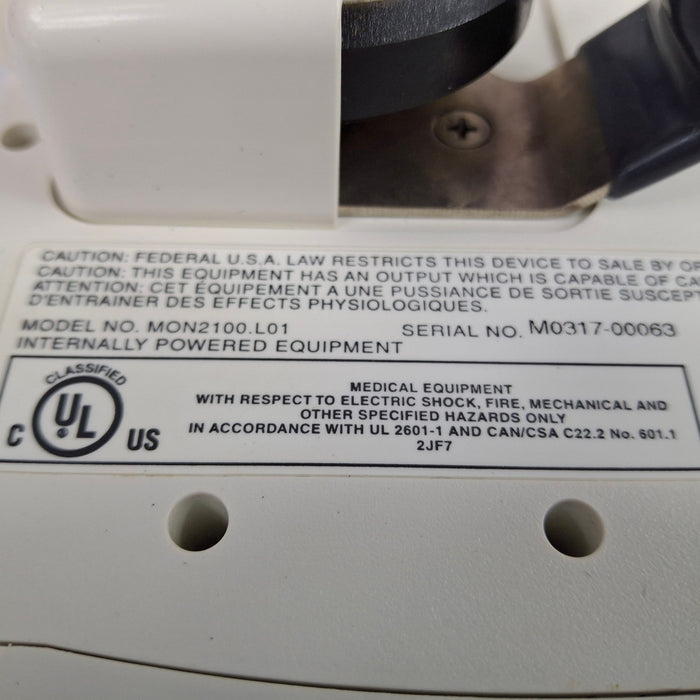 CAUTION: FEDERAL U.S.A. LAW RESTRICTS THIS DEVICE TO SALE BY
CAUTION: THIS EQUIPMENT HAS AN OUTPUT WHICH IS CAPABLE OF
ATTENTION: CET ÉQUIPEMENT A UNE PUSSIANCE DE SORTIE
D'ENTRAINER DES EFFECTS PHYSIOLOGIQUES.
MODEL NO. MON2100.L01 SERIAL NO. M0317-00063
INTERNALLY POWERED EQUIPMENT
CLASSIFIED
C UL US
MEDICAL EQUIPMENT
WITH RESPECT TO ELECTRIC SHOCK, FIRE, MECHANICAL AND
OTHER SPECIFIED HAZARDS ONLY
IN ACCORDANCE WITH UL 2601-1 AND CAN/CSA C22.2 No. 601.1
2JF7